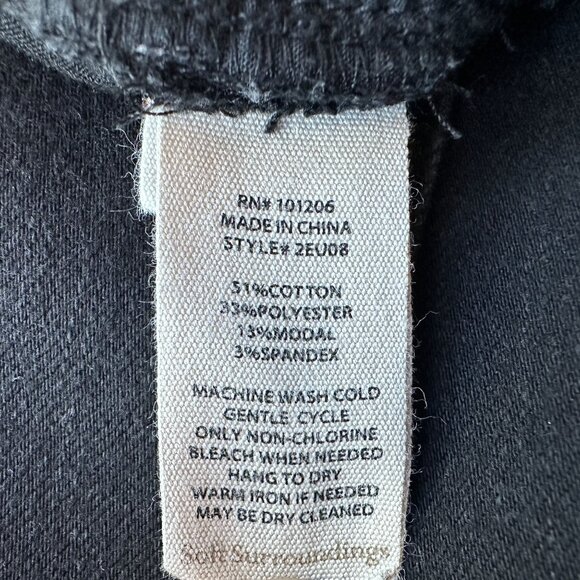 RN# 101206
MADE IN CHINA
STYLE# 2EU08
51%COTTON
33%POLYESTER
13%MODAL
3%SPANDEX
MACHINE WASH COLD
GENTLE CYCLE
ONLY NON-CHLORINE
BLEACH WHEN NEEDED
HANG TO DRY
WARM IRON IF NEEDED
MAY BE DRY CLEANED
Soft Surroundings